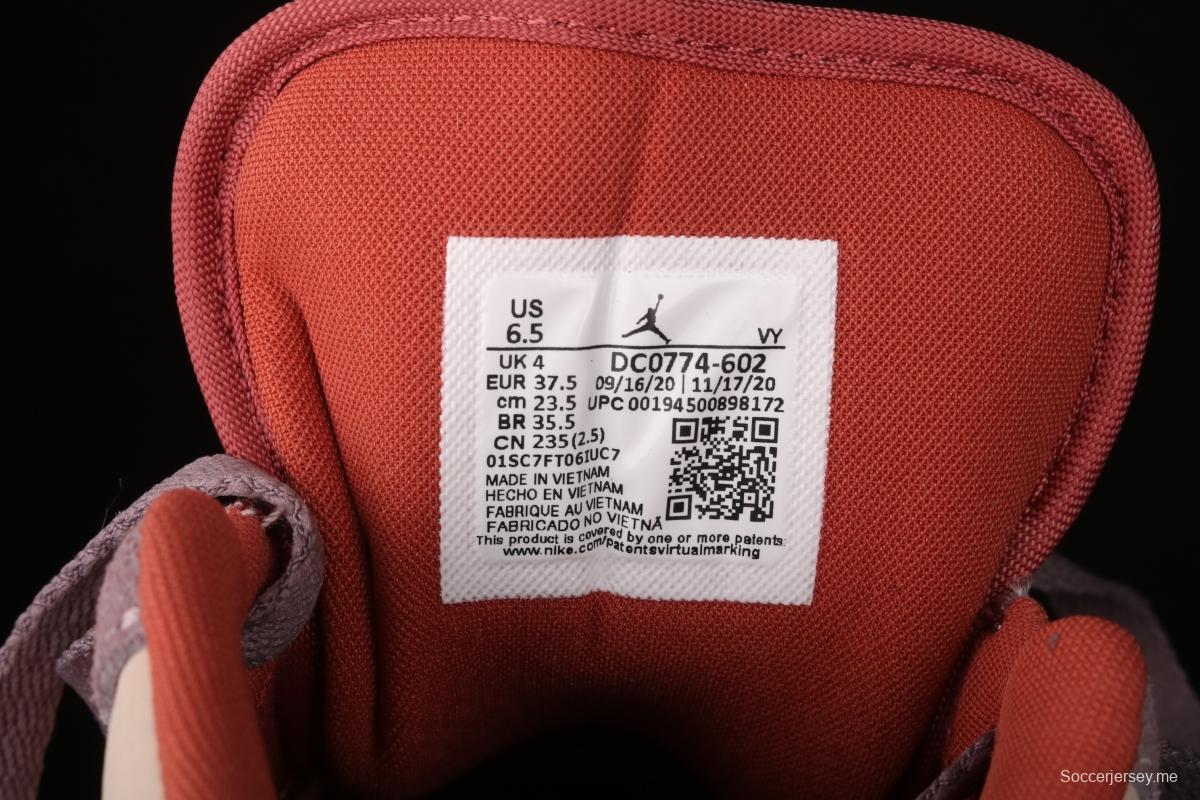 US
6.5
VY
UK 4
DC0774-602
EUR 37.5
09/16/20 | 11/17/20
cm 23.5
UPC 00194500898172
BR 35.5
CN 235(2.5)
01SC7FT061UC7
MADE IN VIETNAM
HECHO EN VIETNAM
FABRIQUE AU VIETNAM
FABRICADO NO VIETNÃ
This product is covered by one or more patents:
www.nike.com/patentsvirtualmarking
Soccerjersey.me